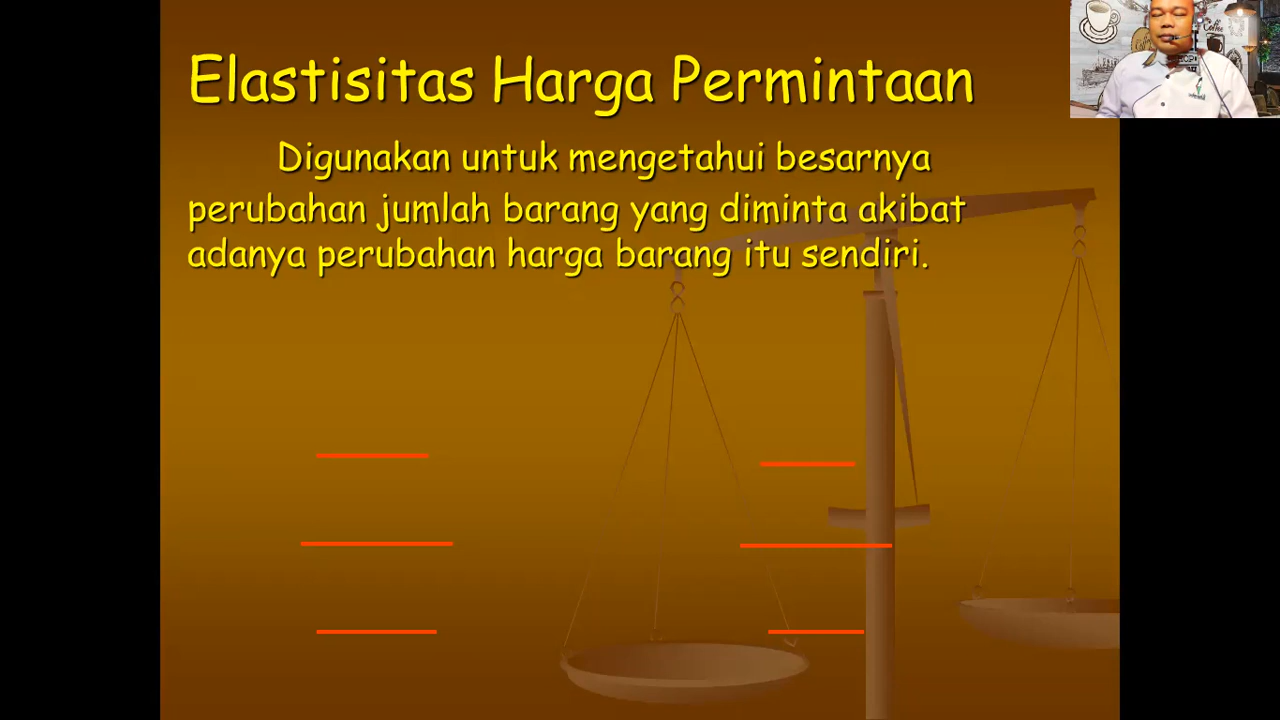 Elastisitas Harga Permintaan
Digunakan untuk mengetahui besarnya
perubahan jumlah barang yang diminta akibat
adanya perubahan harga barang itu sendiri.